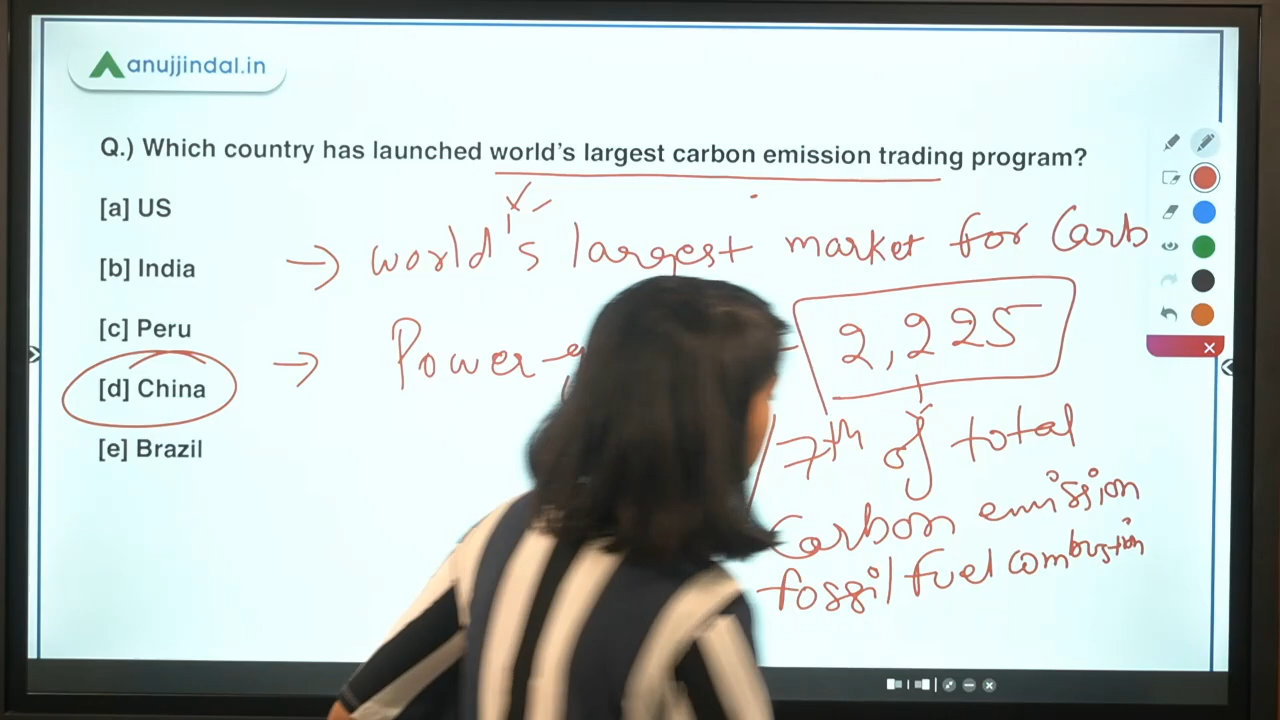 anujjindal.in
Q.) Which country has launched world's largest carbon emission trading program?
[a] US
[b] India
[c] Peru
[d] China
[e] Brazil
→ world's largest market for Carb
→ Power-
2,225
/7th of total
Carbon emission
fossil fuel combustion